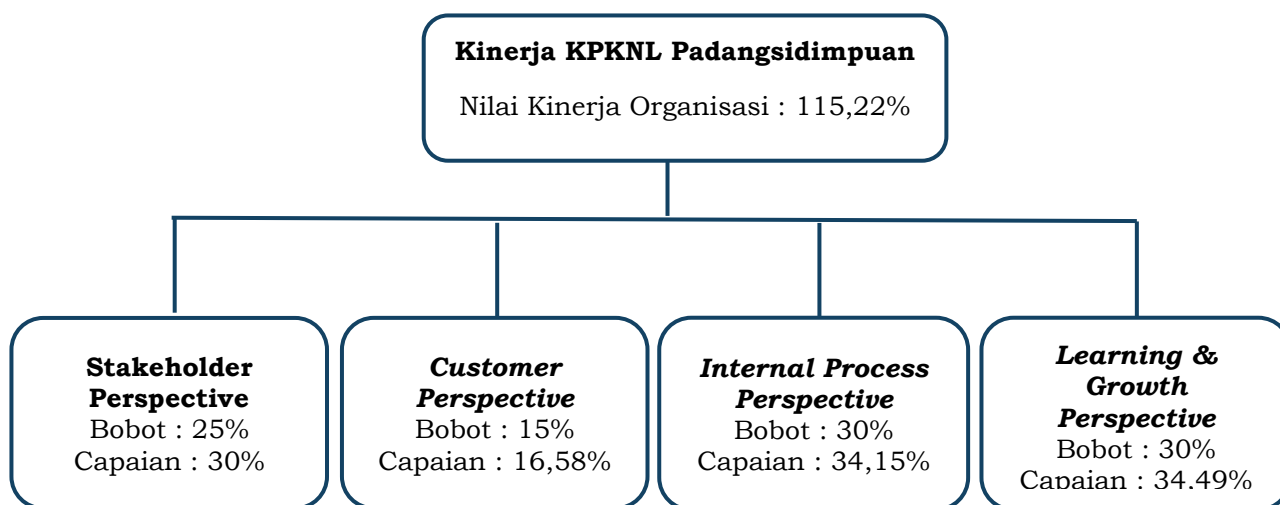 Kinerja KPKNL Padangsidimpuan
Nilai Kinerja Organisasi : 115,22%
Stakeholder
Perspective
Bobot : 25%
Capaian : 30%
Customer
Perspective
Bobot : 15%
Capaian : 16,58%
Internal Process
Perspective
Bobot : 30%
Capaian : 34,15%
Learning &
Growth
Perspective
Bobot : 30%
Capaian : 34.49%